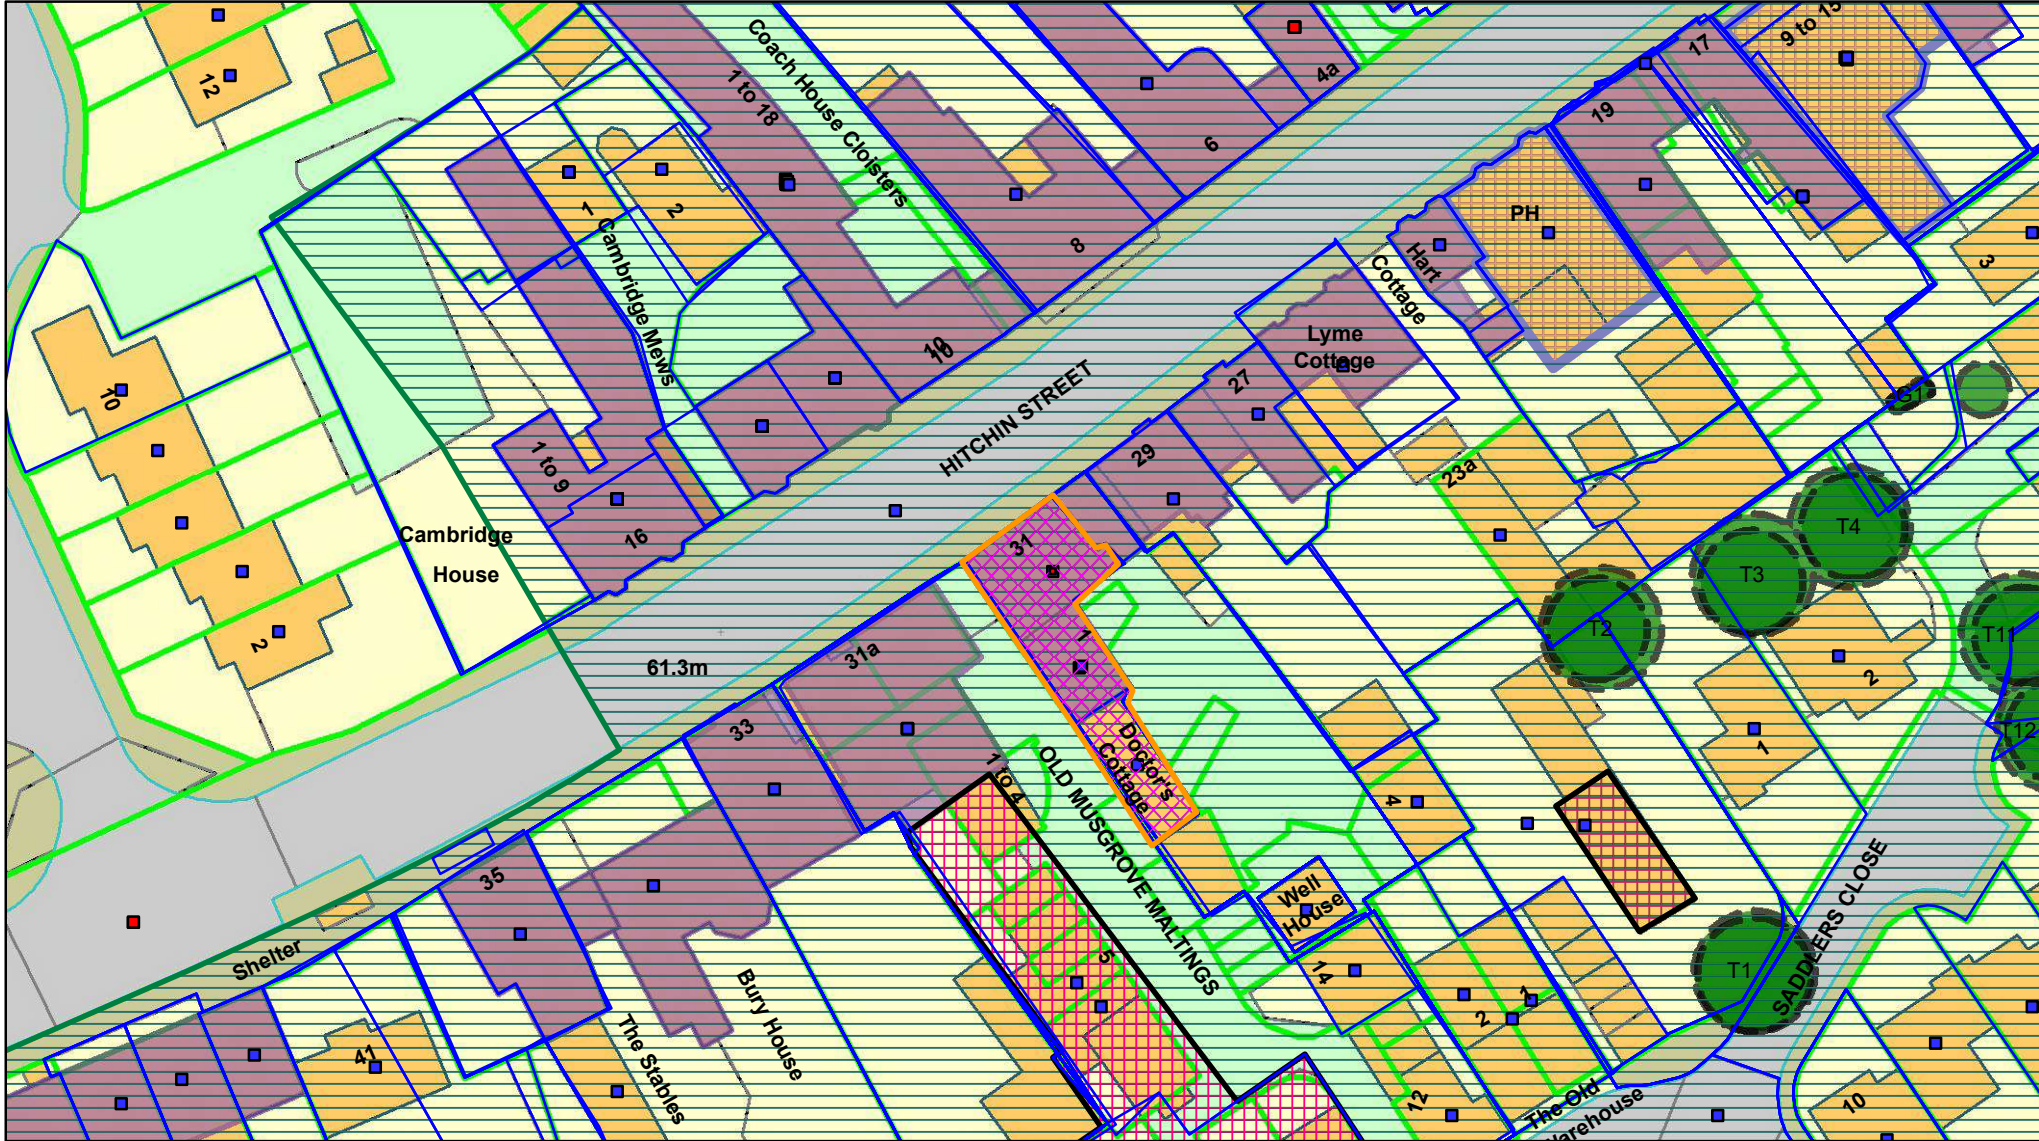 12
1 to 18
Coach House Cloisters
4a
6
8
17
9 to 15
19
3
PH
Hart
Cottage
Lyme
Cottage
1
2
Cambridge Mews
10
10
10
HITCHIN STREET
27
29
23a
G1
1 to 9
16
Cambridge
House
2
31
1
31a
61.3m
33
Doctor's
Cottage
1 to 4
OLD MUSGROVE MALTINGS
T4
T3
T2
T11
T12
2
1
4
35
Shelter
Well
House
14
5
T1
SADDLERS CLOSE
Bury House
The Stables
41
1
2
12
The Old
Warehouse
10